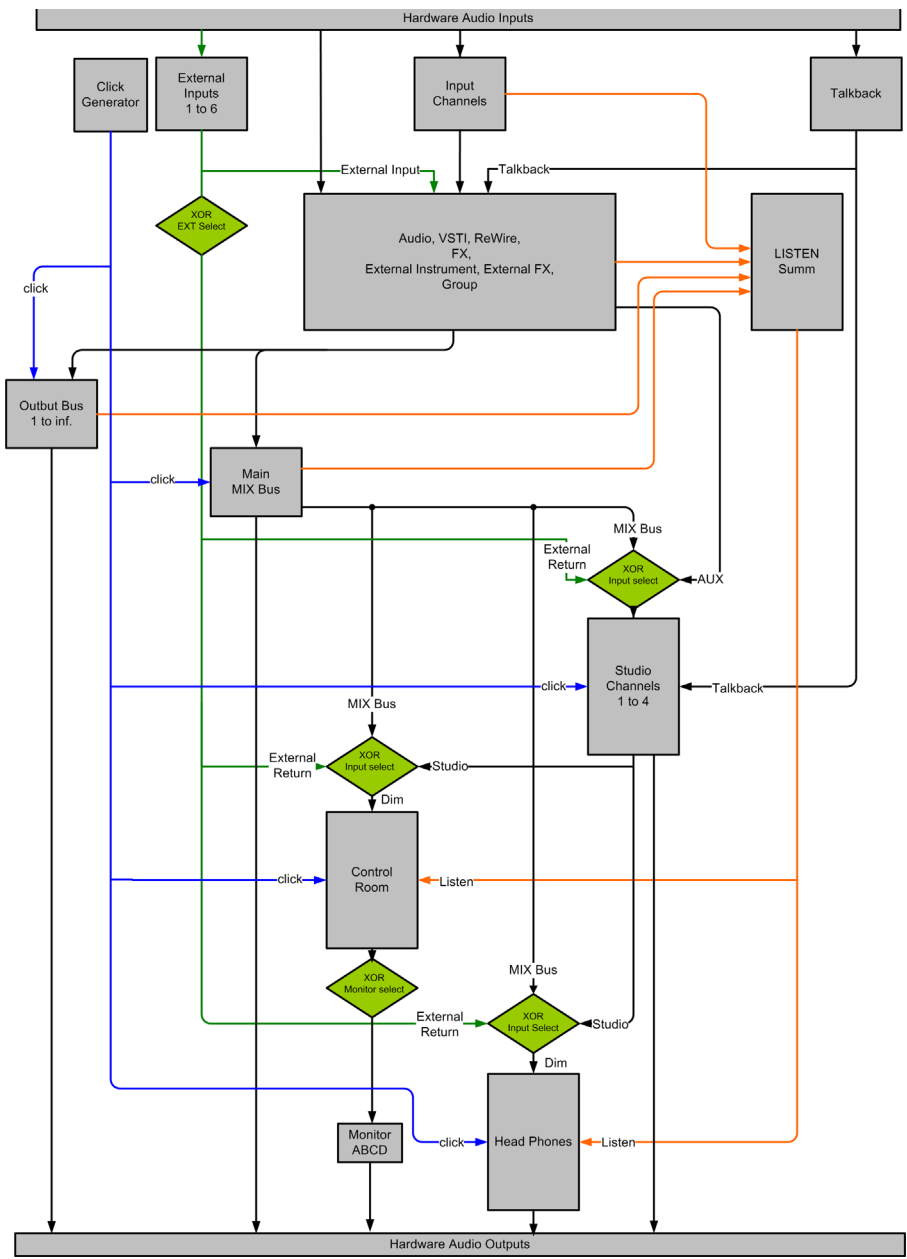 Hardware Audio Inputs
Click
Generator
External
Inputs
1 to 6
Input
Channels
Talkback
External Input
Talkback
XOR
EXT Select
Audio, VSTI, ReWire,
FX,
External Instrument, External FX,
Group
LISTEN
Summ
click
Outbut Bus
1 to inf.
Main
MIX Bus
click
MIX Bus
External
Return
XOR
Input select
AUX
Studio
Channels
1 to 4
click
Talkback
MIX Bus
External
Return
XOR
Input select
Studio
Dim
Control
Room
click
Listen
XOR
Monitor select
MIX Bus
External
Return
XOR
Input Select
Studio
Dim
Monitor
ABCD
click
Head Phones
Listen
Hardware Audio Outputs